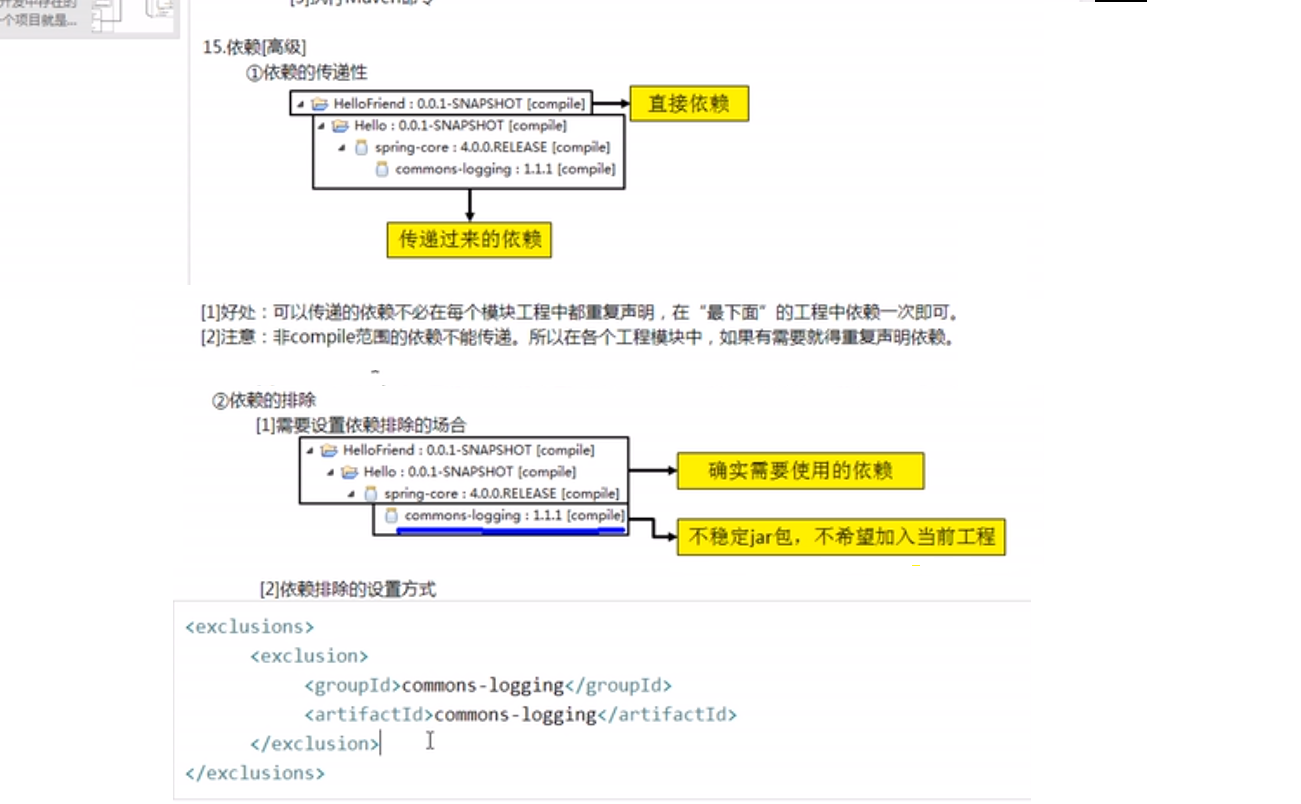 开发中存在的
个项目就是...
15.依赖[高级]
①依赖的传递性
HelloFriend : 0.0.1-SNAPSHOT [compile]
直接依赖
Hello : 0.0.1-SNAPSHOT [compile]
spring-core : 4.0.0.RELEASE [compile]
commons-logging : 1.1.1 [compile]
传递过来的依赖
[1]好处：可以传递的依赖不必在每个模块工程中都重复声明，在“最下面”的工程中依赖一次即可。
[2]注意：非compile范围的依赖不能传递。所以在各个工程模块中，如果有需要就得重复声明依赖。
②依赖的排除
[1]需要设置依赖排除的场合
HelloFriend : 0.0.1-SNAPSHOT [compile]
Hello : 0.0.1-SNAPSHOT [compile]
确实需要使用的依赖
spring-core : 4.0.0.RELEASE [compile]
commons-logging : 1.1.1 [compile]
不稳定jar包，不希望加入当前工程
[2]依赖排除的设置方式
<exclusions>
<exclusion>
<groupId>commons-logging</groupId>
<artifactId>commons-logging</artifactId>
</exclusion>
</exclusions>